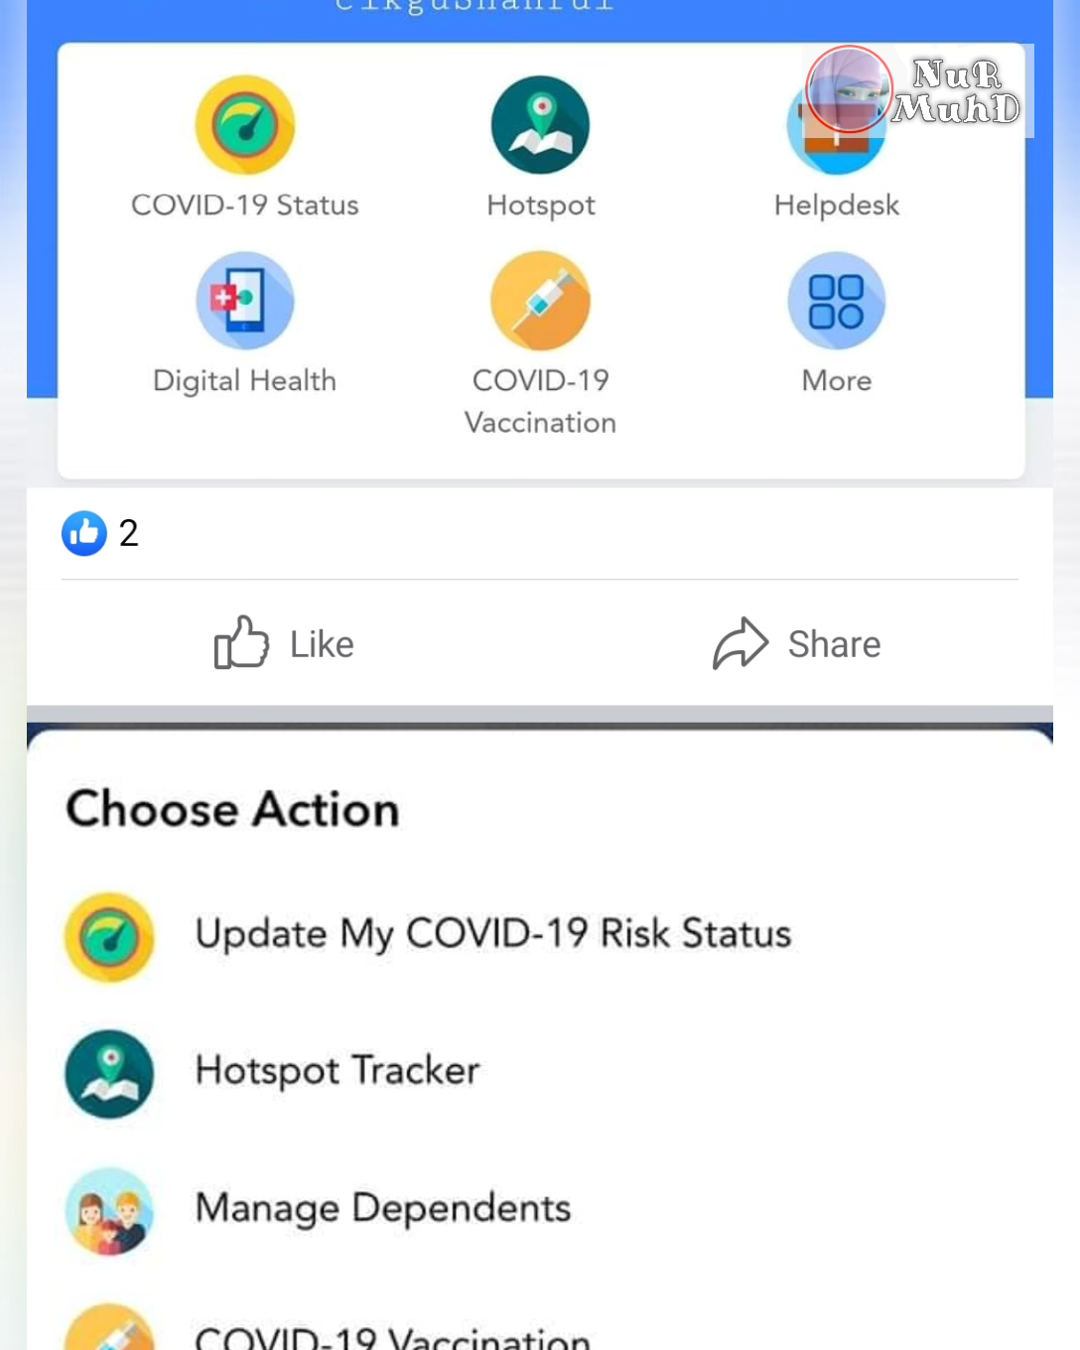 cikgushahrul
NuR
MuhD
COVID-19 Status
Hotspot
Helpdesk
Digital Health
COVID-19
Vaccination
More
2
Like
Share
Choose Action
Update My COVID-19 Risk Status
Hotspot Tracker
Manage Dependents
COVID-19 Vaccination